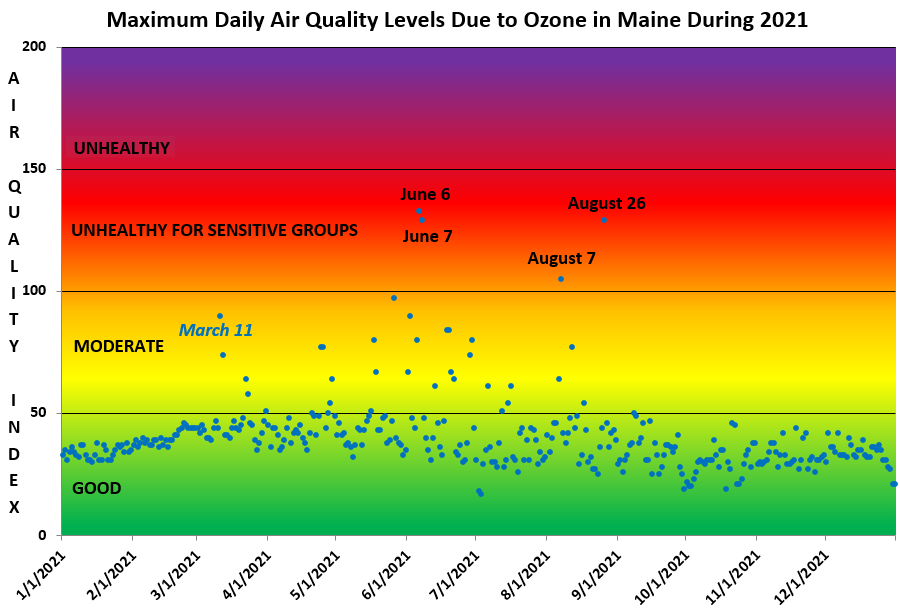 Maximum Daily Air Quality Levels Due to Ozone in Maine During 2021
AIR QUALITY INDEX
200
150
100
50
0
UNHEALTHY
UNHEALTHY FOR SENSITIVE GROUPS
MODERATE
GOOD
March 11
June 6
June 7
August 7
August 26
1/1/2021
2/1/2021
3/1/2021
4/1/2021
5/1/2021
6/1/2021
7/1/2021
8/1/2021
9/1/2021
10/1/2021
11/1/2021
12/1/2021